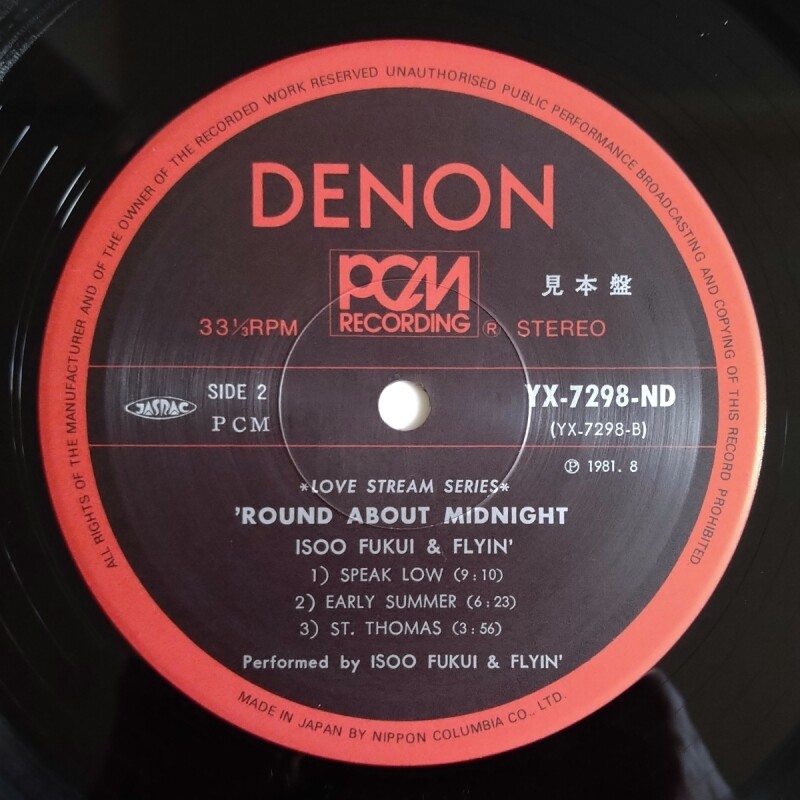 ALL RIGHTS OF THE MANUFACTURER AND OF THE OWNER OF THE RECORDED WORK RESERVED UNAUTHORISED PUBLIC PERFORMANCE BROADCASTING AND COPYING OF THIS RECORD PROHIBITED
DENON
PCM
RECORDING
見本盤
33⅓RPM
® STEREO
JASRAC
SIDE 2
PCM
YX-7298-ND
(YX-7298-B)
℗ 1981. 8
*LOVE STREAM SERIES*
'ROUND ABOUT MIDNIGHT
ISOO FUKUI & FLYIN'
1) SPEAK LOW (9:10)
2) EARLY SUMMER (6:23)
3) ST. THOMAS (3:56)
Performed by ISOO FUKUI & FLYIN'
MADE IN JAPAN BY NIPPON COLUMBIA CO., LTD.